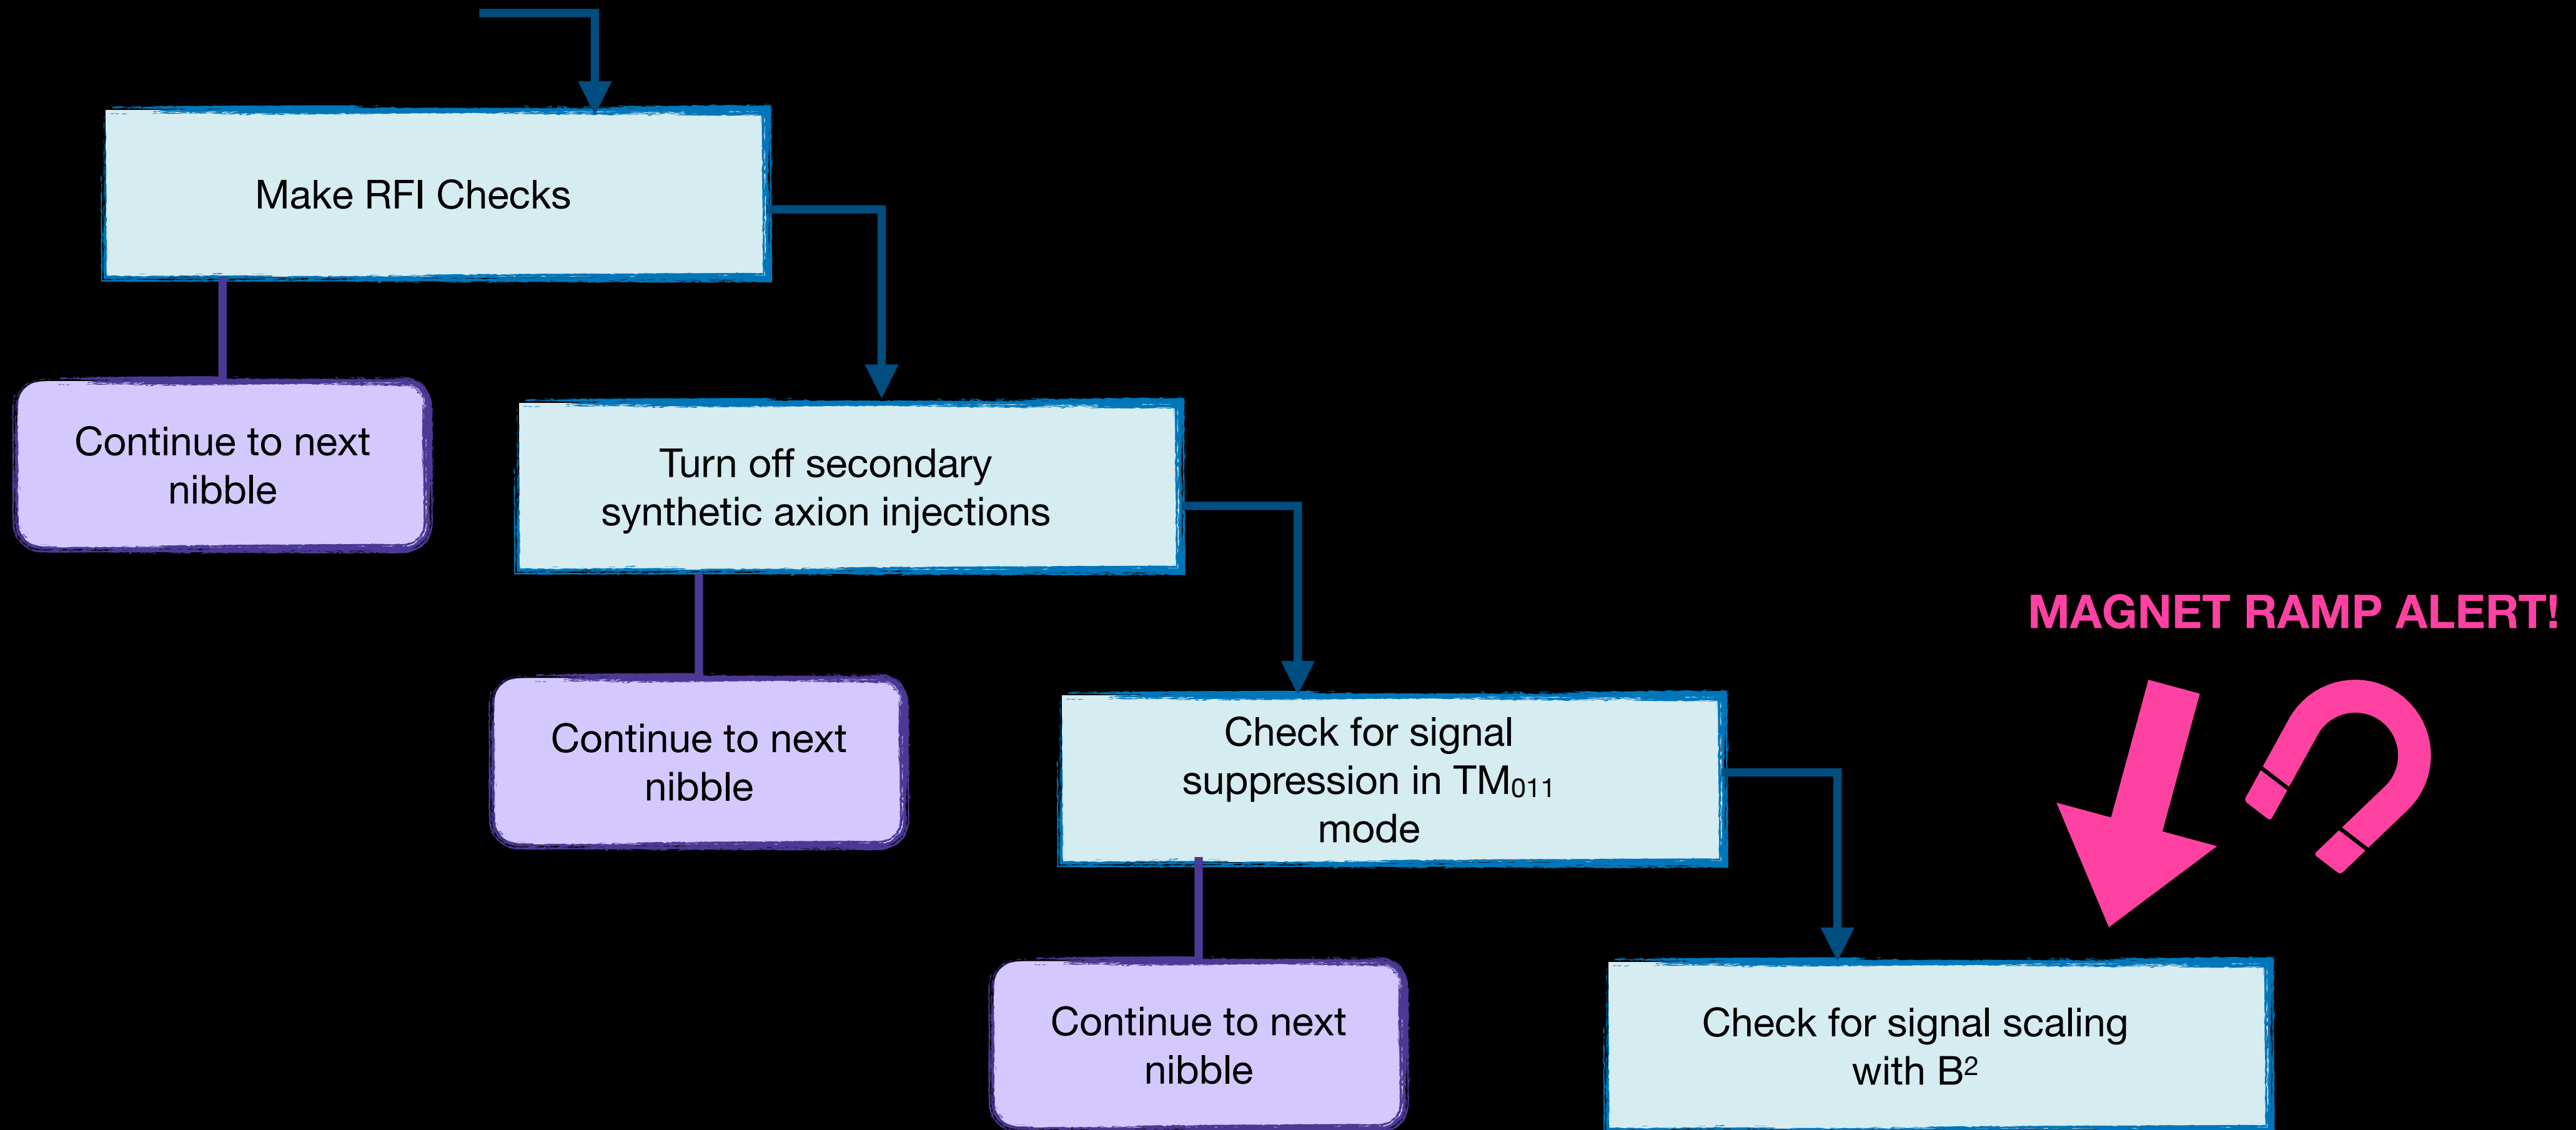 Make RFI Checks
Continue to next
nibble
Turn off secondary
synthetic axion injections
MAGNET RAMP ALERT!
Continue to next
nibble
Check for signal
suppression in TM₀₁₁
mode
Continue to next
nibble
Check for signal scaling
with B²